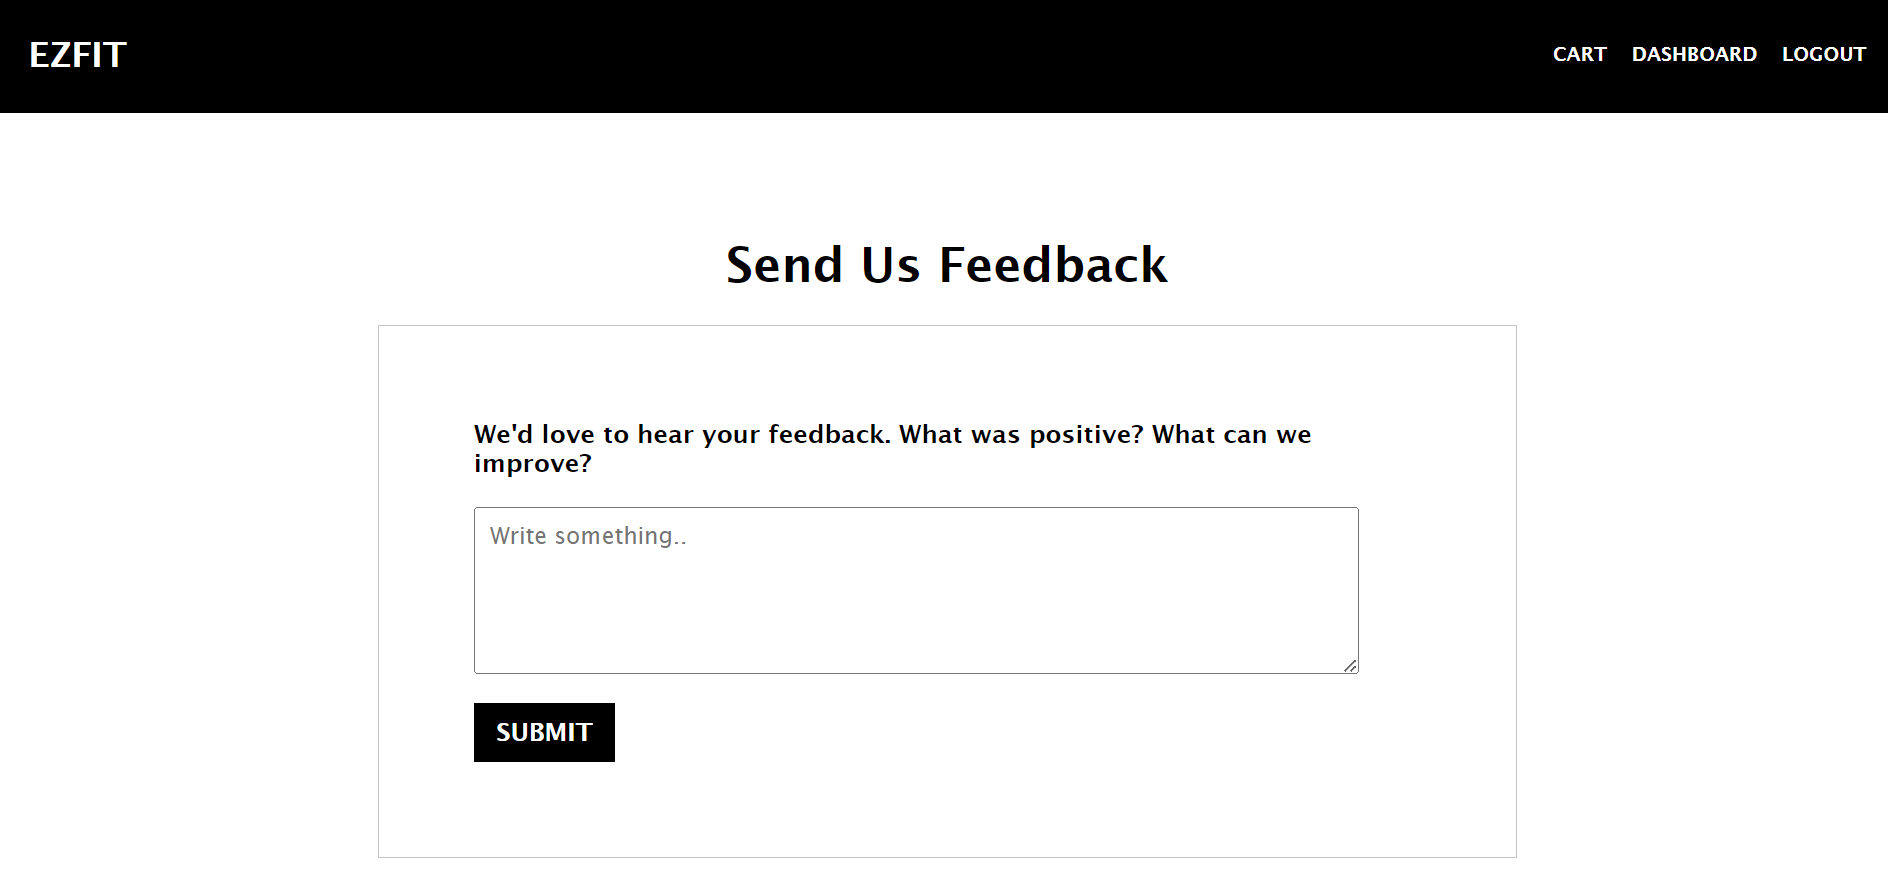 EZFIT
CART DASHBOARD LOGOUT
Send Us Feedback
We'd love to hear your feedback. What was positive? What can we
improve?
Write something..
SUBMIT